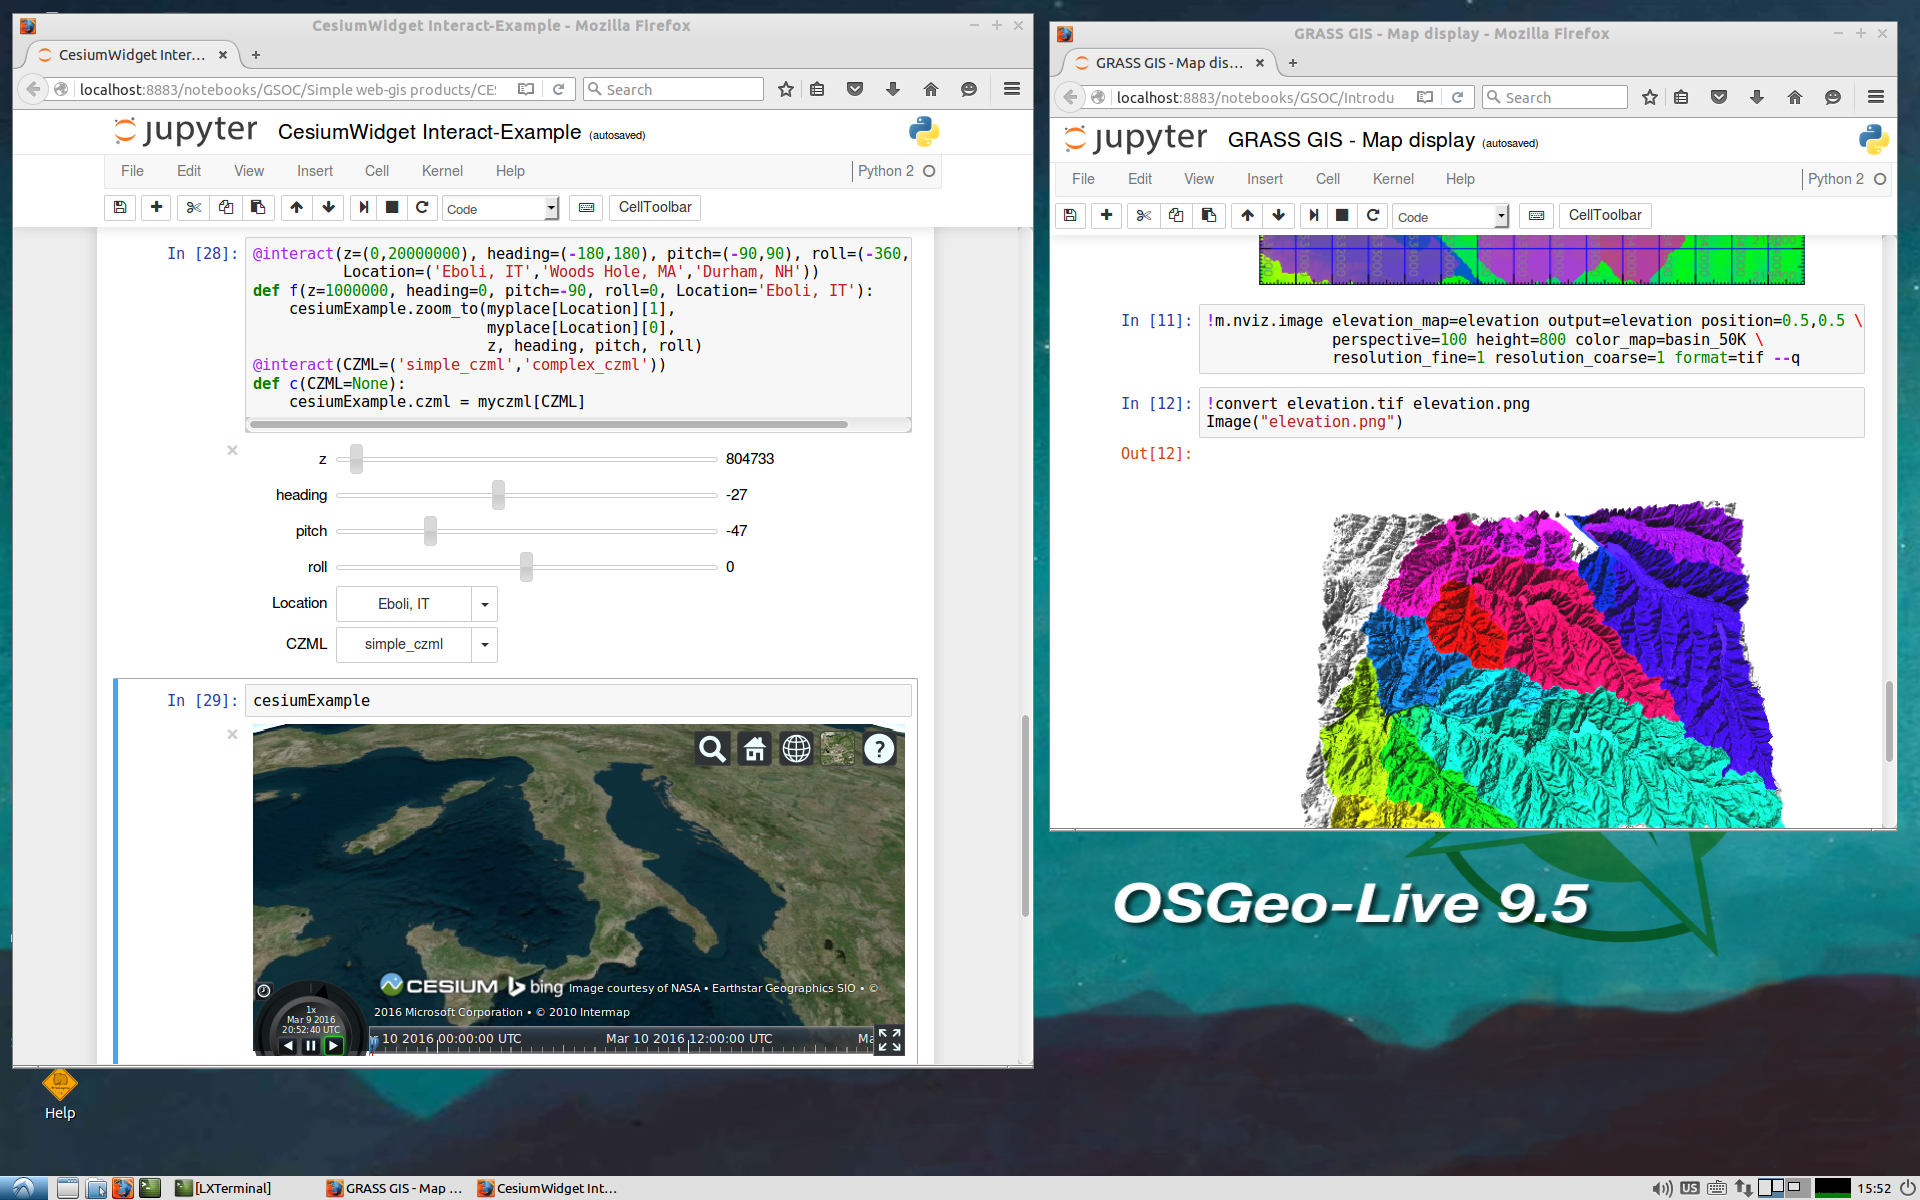 CesiumWidget Interact-Example - Mozilla Firefox
CesiumWidget Inter...
localhost:8883/notebooks/GSOC/Simple web-gis products/CES
Search
jupyter CesiumWidget Interact-Example (autosaved)
File Edit View Insert Cell Kernel Help Python 2
Code CellToolbar
In [28]:
@interact(z=(0,20000000), heading=(-180,180), pitch=(-90,90), roll=(-360,
Location=('Eboli, IT','Woods Hole, MA','Durham, NH'))
def f(z=1000000, heading=0, pitch=-90, roll=0, Location='Eboli, IT'):
cesiumExample.zoom_to(myplace[Location][1],
myplace[Location][0],
z, heading, pitch, roll)
@interact(CZML=('simple_czml','complex_czml'))
def c(CZML=None):
cesiumExample.czml = myczml[CZML]
z 804733
heading -27
pitch -47
roll 0
Location Eboli, IT
CZML simple_czml
In [29]: cesiumExample
CESIUM bing Image courtesy of NASA • Earthstar Geographics SIO • ©
2016 Microsoft Corporation • © 2010 Intermap
1x
Mar 9 2016
20:52:40 UTC
10 2016 00:00:00 UTC Mar 10 2016 12:00:00 UTC Ma
GRASS GIS - Map display - Mozilla Firefox
GRASS GIS - Map dis...
localhost:8883/notebooks/GSOC/Introdu
Search
jupyter GRASS GIS - Map display (autosaved)
File Edit View Insert Cell Kernel Help Python 2
Code CellToolbar
In [11]:
!m.nviz.image elevation_map=elevation output=elevation position=0.5,0.5 \
perspective=100 height=800 color_map=basin_50K \
resolution_fine=1 resolution_coarse=1 format=tif --q
In [12]:
!convert elevation.tif elevation.png
Image("elevation.png")
Out[12]:
OSGeo-Live 9.5
Help
[LXTerminal] GRASS GIS - Map ... CesiumWidget Int... US 15:52